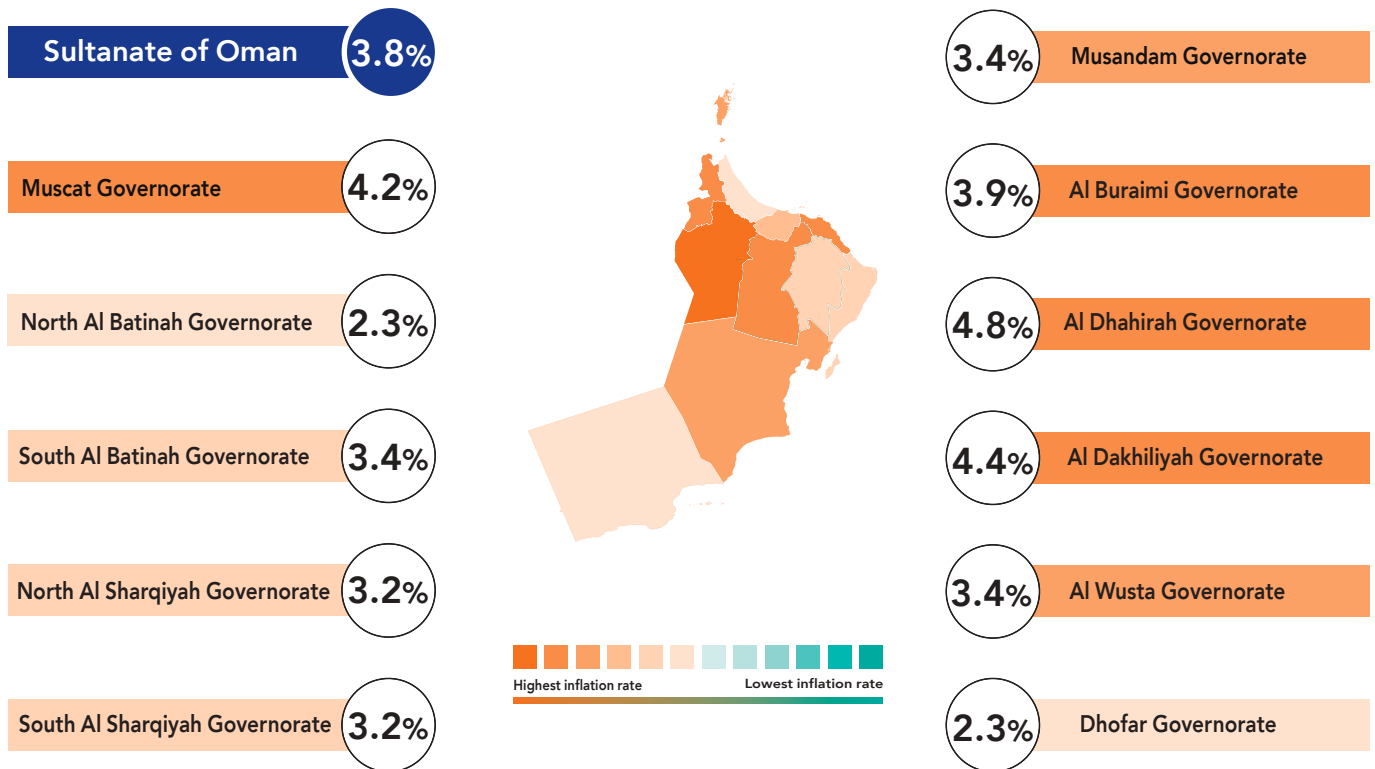 Sultanate of Oman 3.8%
Muscat Governorate 4.2%
North Al Batinah Governorate 2.3%
South Al Batinah Governorate 3.4%
North Al Sharqiyah Governorate 3.2%
South Al Sharqiyah Governorate 3.2%
Highest inflation rate
Lowest inflation rate
3.4% Musandam Governorate
3.9% Al Buraimi Governorate
4.8% Al Dhahirah Governorate
4.4% Al Dakhiliyah Governorate
3.4% Al Wusta Governorate
2.3% Dhofar Governorate